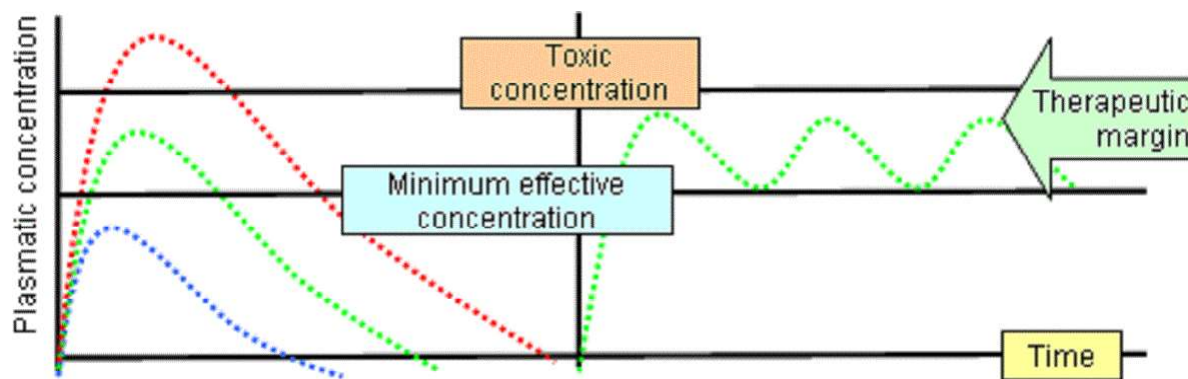 Plasmatic concentration
Toxic
concentration
Minimum effective
concentration
Therapeutic
margin
Time